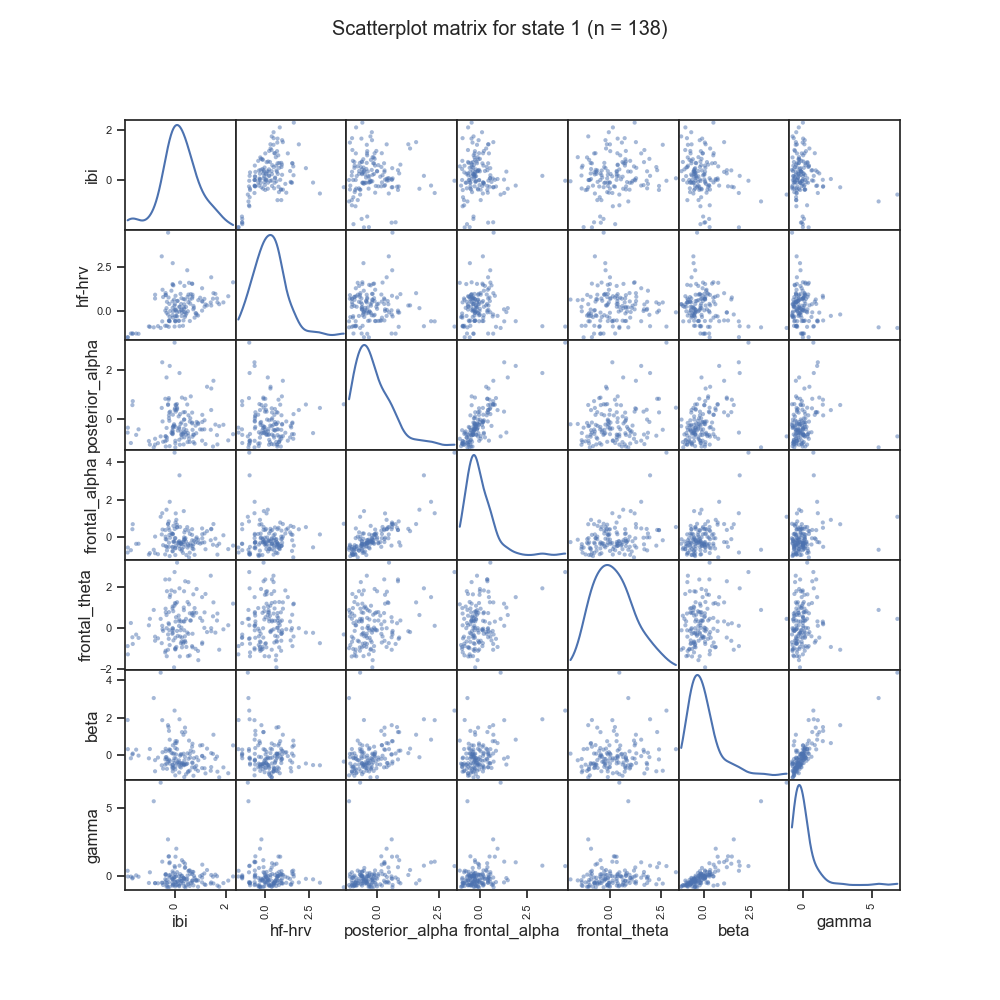 Scatterplot matrix for state 1 (n = 138)
2
0
ibi
2.5
0.0
hf-hrv
2
0
posterior_alpha
4
2
0
frontal_alpha
2
0
−2
frontal_theta
4
2
0
beta
5
0
gamma
0 2
ibi
0.0 2.5
hf-hrv
0.0 2.5
posterior_alpha
0.0 2.5
frontal_alpha
0.0 2.5
frontal_theta
0.0 2.5
beta
0 5
gamma